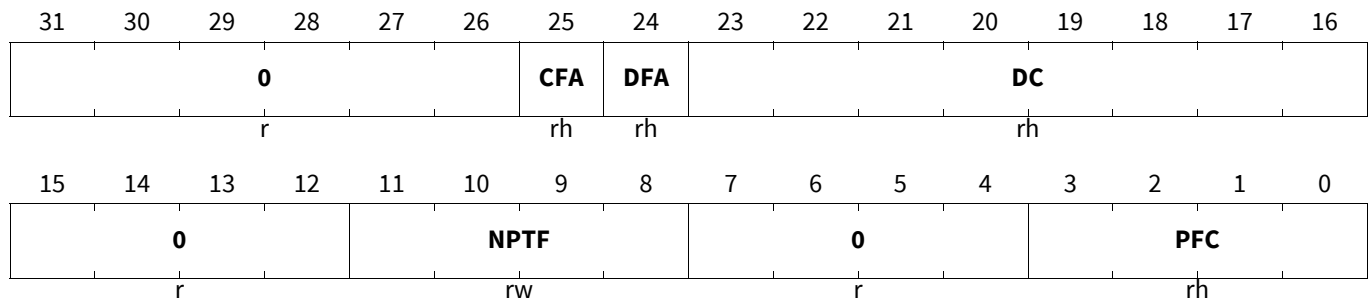 31 30 29 28 27 26 25 24 23 22 21 20 19 18 17 16
0 CFA DFA DC
r rh rh rh
15 14 13 12 11 10 9 8 7 6 5 4 3 2 1 0
0 NPTF 0 PFC
r rw r rh